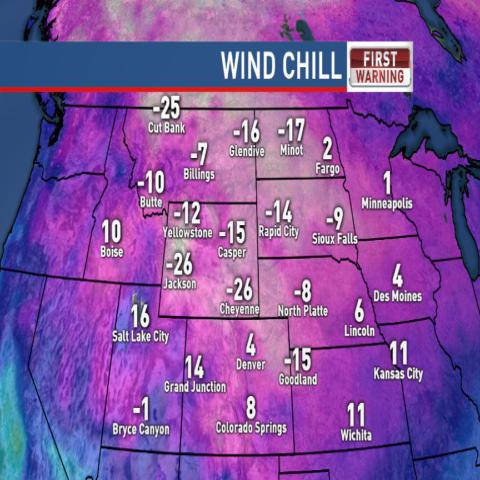 WIND CHILL
FIRST
WARNING
-25
Cut Bank
-16
Glendive
-17
Minot
2
Fargo
-7
Billings
-10
Butte
1
Minneapolis
-12
Yellowstone
-15
Casper
-14
Rapid City
-9
Sioux Falls
10
Boise
-26
Jackson
-26
Cheyenne
-8
North Platte
4
Des Moines
16
Salt Lake City
6
Lincoln
4
Denver
14
Grand Junction
-15
Goodland
11
Kansas City
-1
Bryce Canyon
8
Colorado Springs
11
Wichita